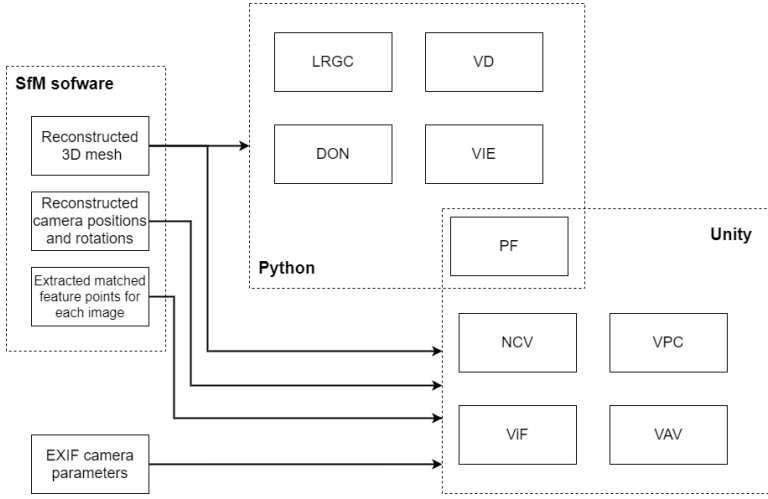 SfM sofware
Reconstructed
3D mesh
Reconstructed
camera positions
and rotations
Extracted matched
feature points for
each image
EXIF camera
parameters
LRGC
VD
DON
VIE
PF
Python
Unity
NCV
VPC
ViF
VAV